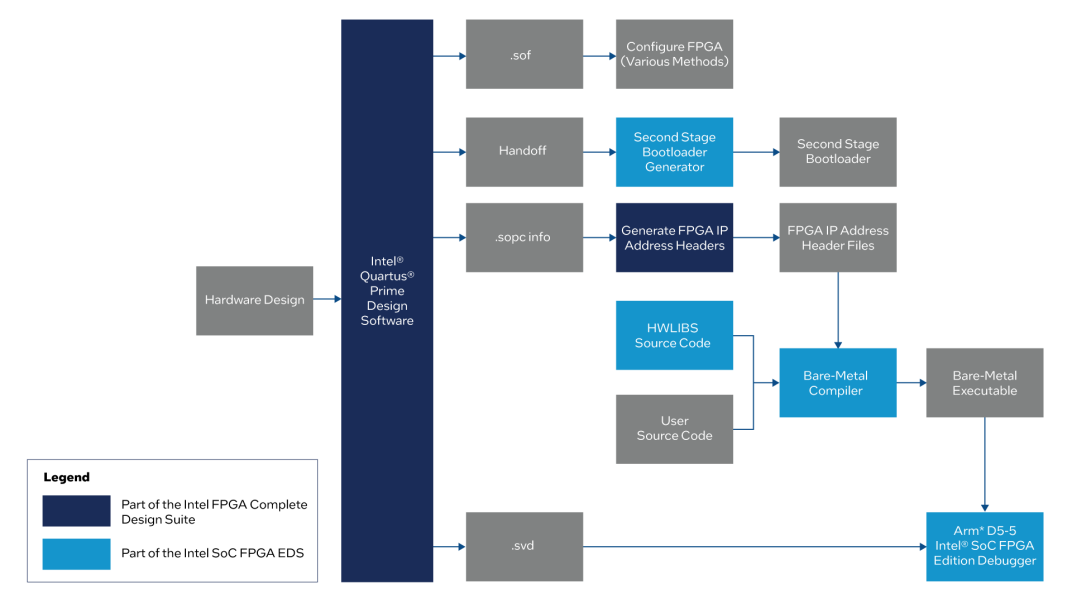 .sof
Configure FPGA
(Various Methods)
Handoff
Second Stage
Bootloader
Generator
Second Stage
Bootloader
.sopc info
Generate FPGA IP
Address Headers
FPGA IP Address
Header Files
Hardware Design
Intel®
Quartus®
Prime
Design
Software
HWLIBS
Source Code
User
Source Code
Bare-Metal
Compiler
Bare-Metal
Executable
.svd
Arm* D5-5
Intel® SoC FPGA
Edition Debugger
Legend
Part of the Intel FPGA Complete
Design Suite
Part of the Intel SoC FPGA EDS